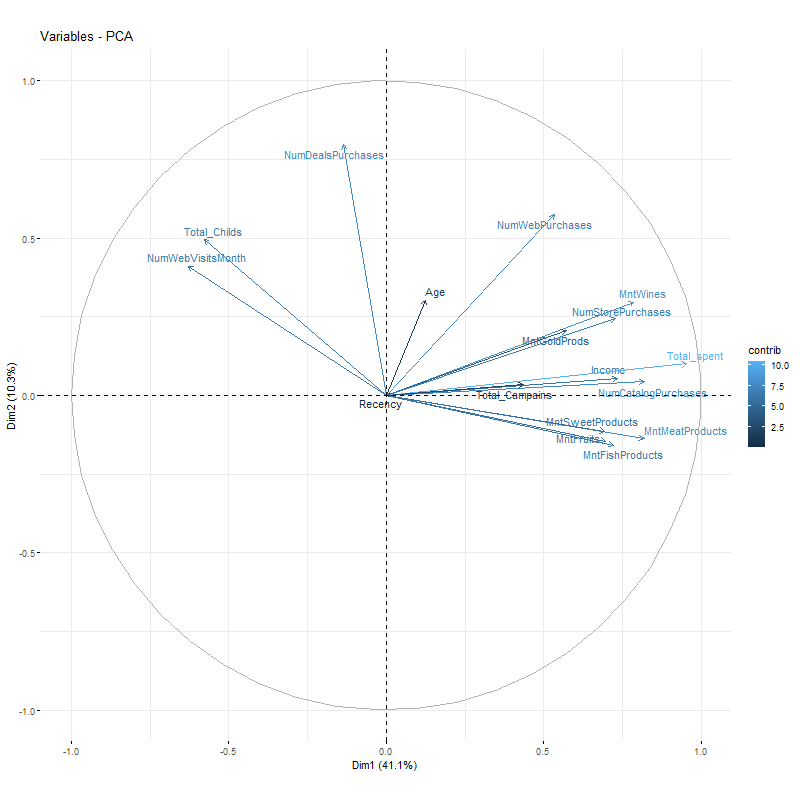 Variables - PCA
1.0
0.5
0.0
-0.5
-1.0
Dim2 (10.3%)
NumDealsPurchases
Total_Childs
NumWebPurchases
NumWebVisitsMonth
Age
MntWines
NumStorePurchases
MntGoldProds
Total_spent
Income
NumCatalogPurchases
Total_Campains
Recency
MntSweetProducts
MntMeatProducts
MntFruits
MntFishProducts
contrib
10.0
7.5
5.0
2.5
-1.0
-0.5
0.0
0.5
1.0
Dim1 (41.1%)